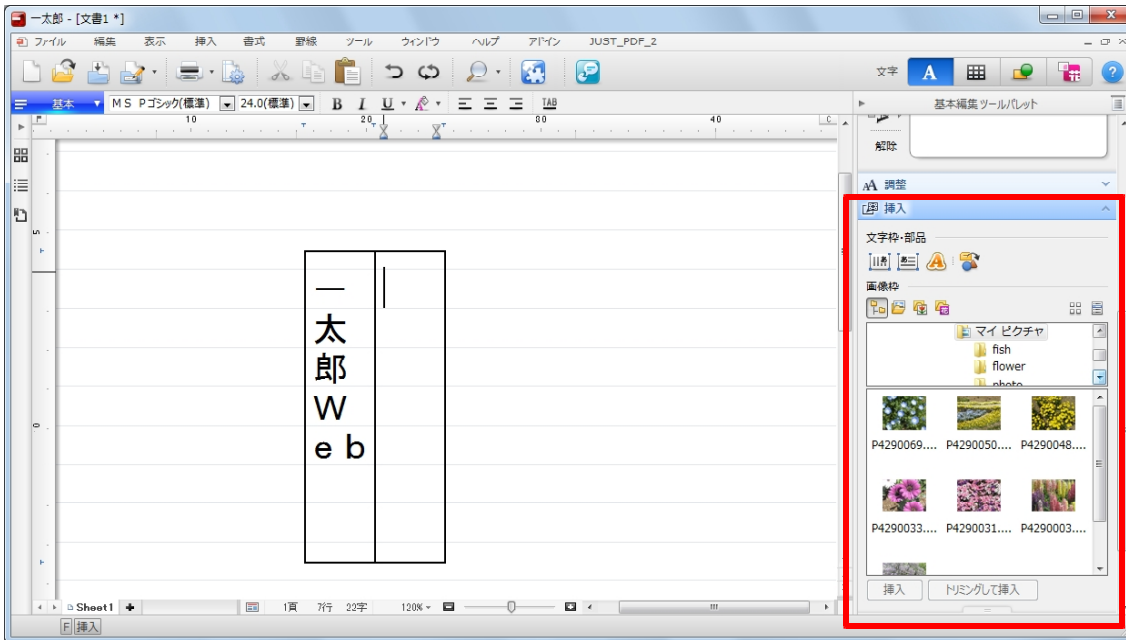 一太郎 - [文書1 *]
ファイル 編集 表示 挿入 書式 罫線 ツール ウィンドウ ヘルプ アドイン JUST_PDF_2
文字 A ?
基本 ＭＳ Ｐゴシック(標準) 24.0(標準) B I U TAB
基本編集 ツールパレット
10 20 30 40
解除
調整
挿入
文字枠・部品
画像枠
マイ ピクチャ
fish
flower
photo
P4290069.... P4290050.... P4290048....
P4290033.... P4290031.... P4290003....
挿入 トリミングして挿入
5
一
太
郎
Ｗ
ｅｂ
Sheet1 1頁 7行 22字 120%
F 挿入